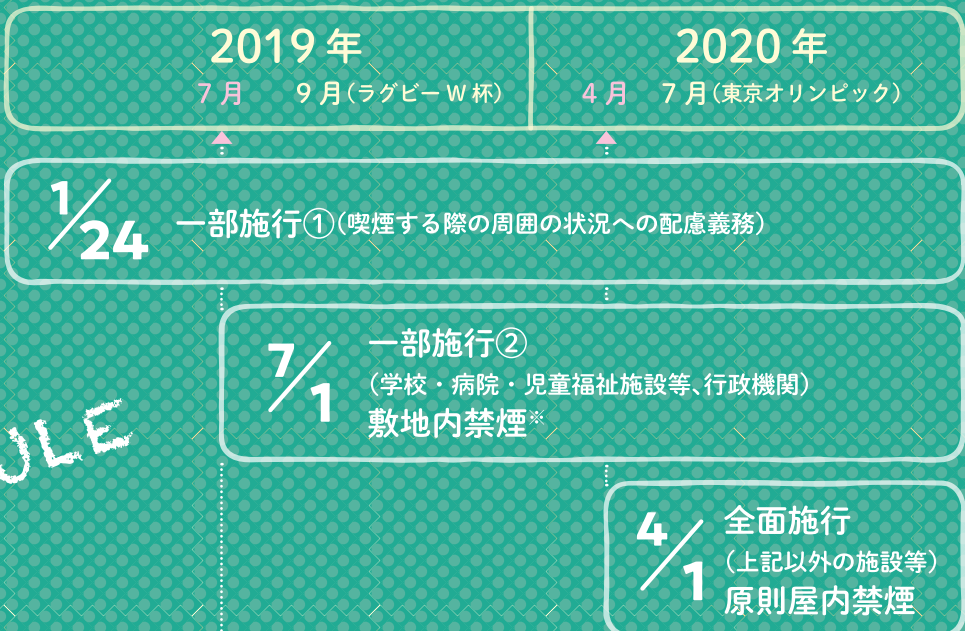 2019年 2020年
7月 9月(ラグビーW杯) 4月 7月(東京オリンピック)
1/24 一部施行①(喫煙する際の周囲の状況への配慮義務)
7/1 一部施行②
(学校・病院・児童福祉施設等、行政機関)
敷地内禁煙※
ULE
4/1 全面施行
(上記以外の施設等)
原則屋内禁煙